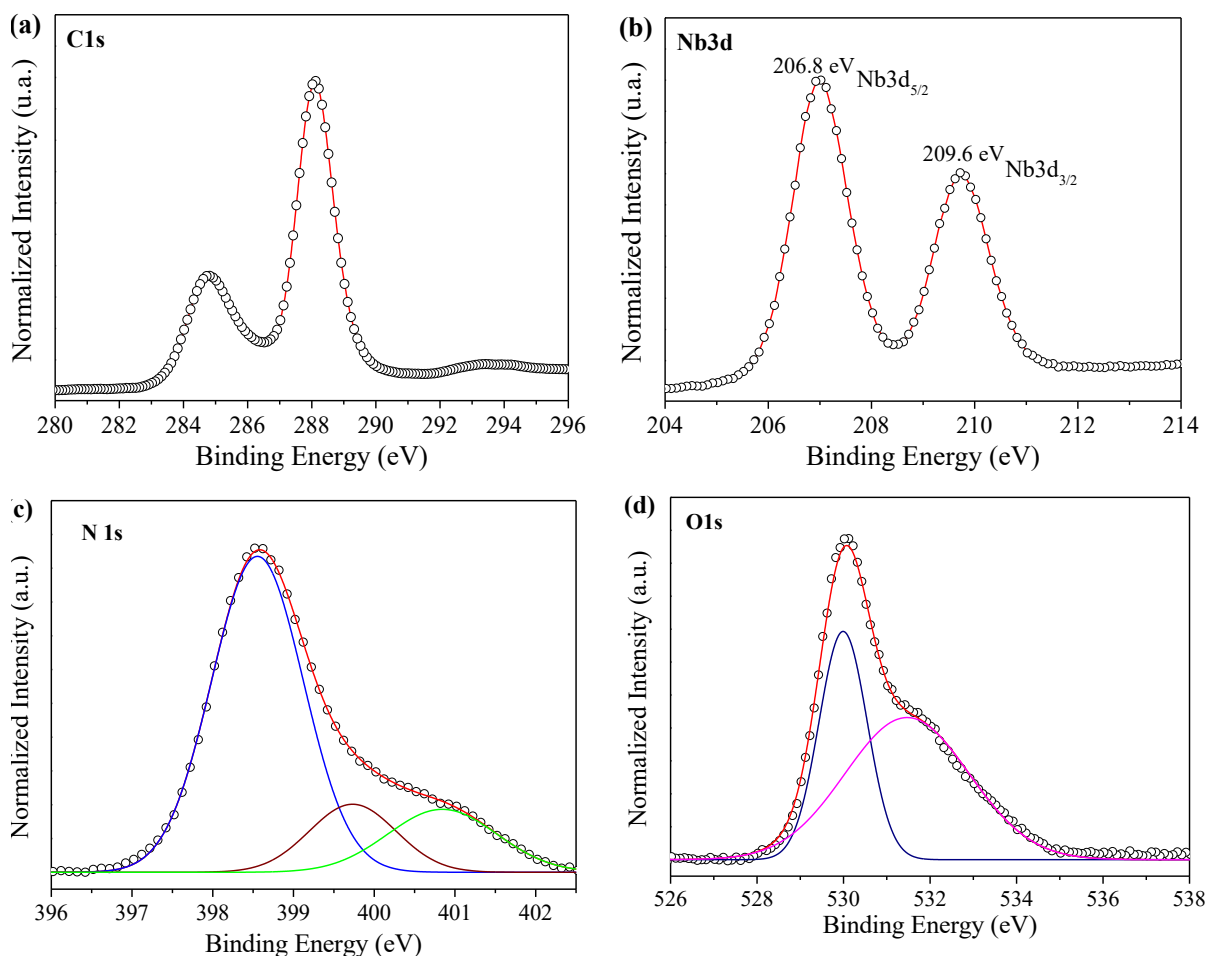 (a)
C1s
Normalized Intensity (u.a.)
280 282 284 286 288 290 292 294 296
Binding Energy (eV)
(b)
Nb3d
206.8 eV
Nb3d5/2
209.6 eV
Nb3d3/2
Normalized Intensity (u.a.)
204 206 208 210 212 214
Binding Energy (eV)
c)
N 1s
Normalized Intensity (a.u.)
396 397 398 399 400 401 402
Binding Energy (eV)
(d)
O1s
Normalized Intensity (a.u.)
526 528 530 532 534 536 538
Binding Energy (eV)